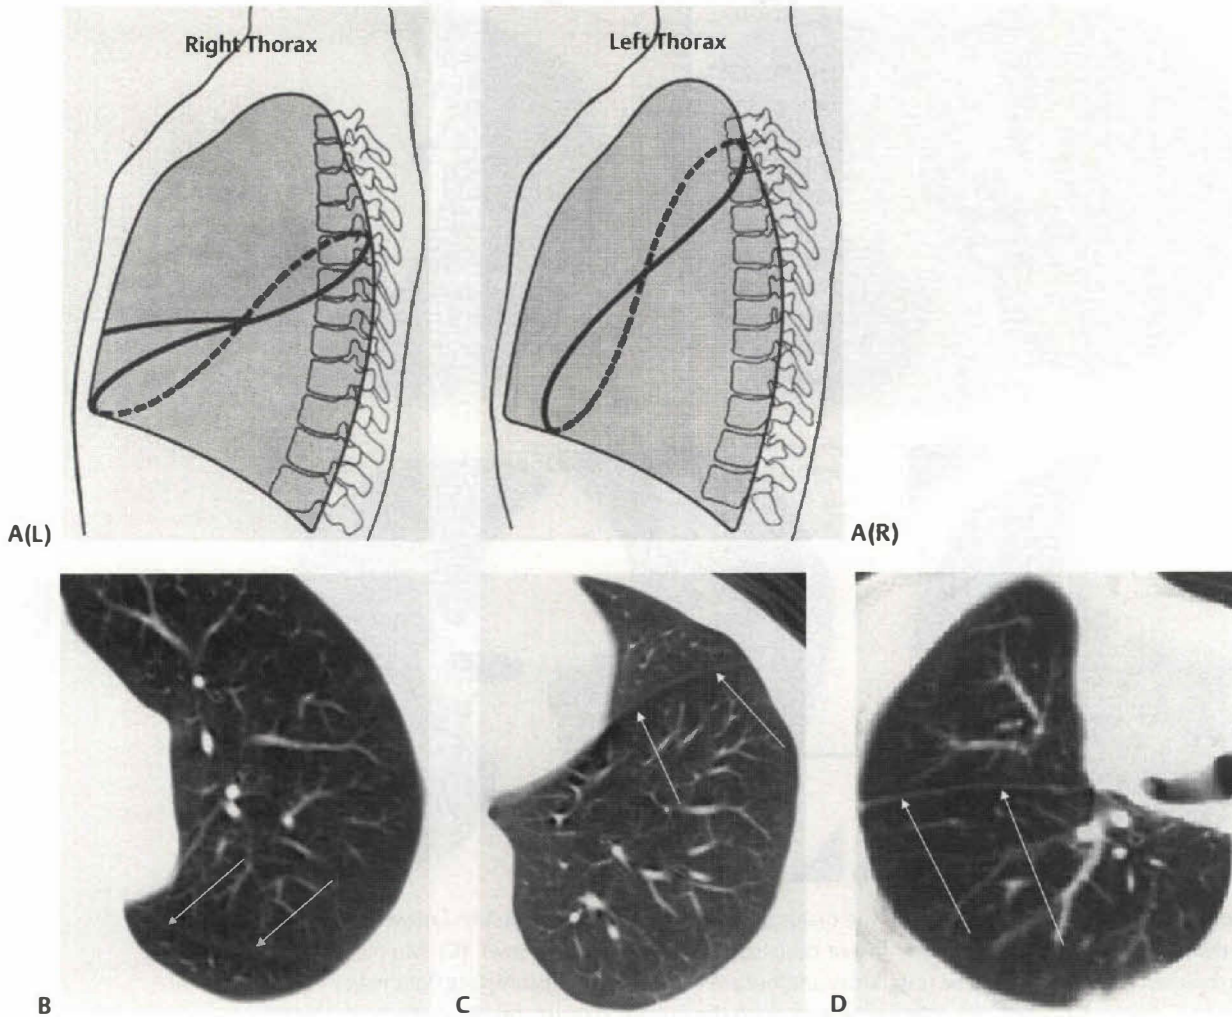 Right Thorax
Left Thorax
A(L)
A(R)
B
C
D